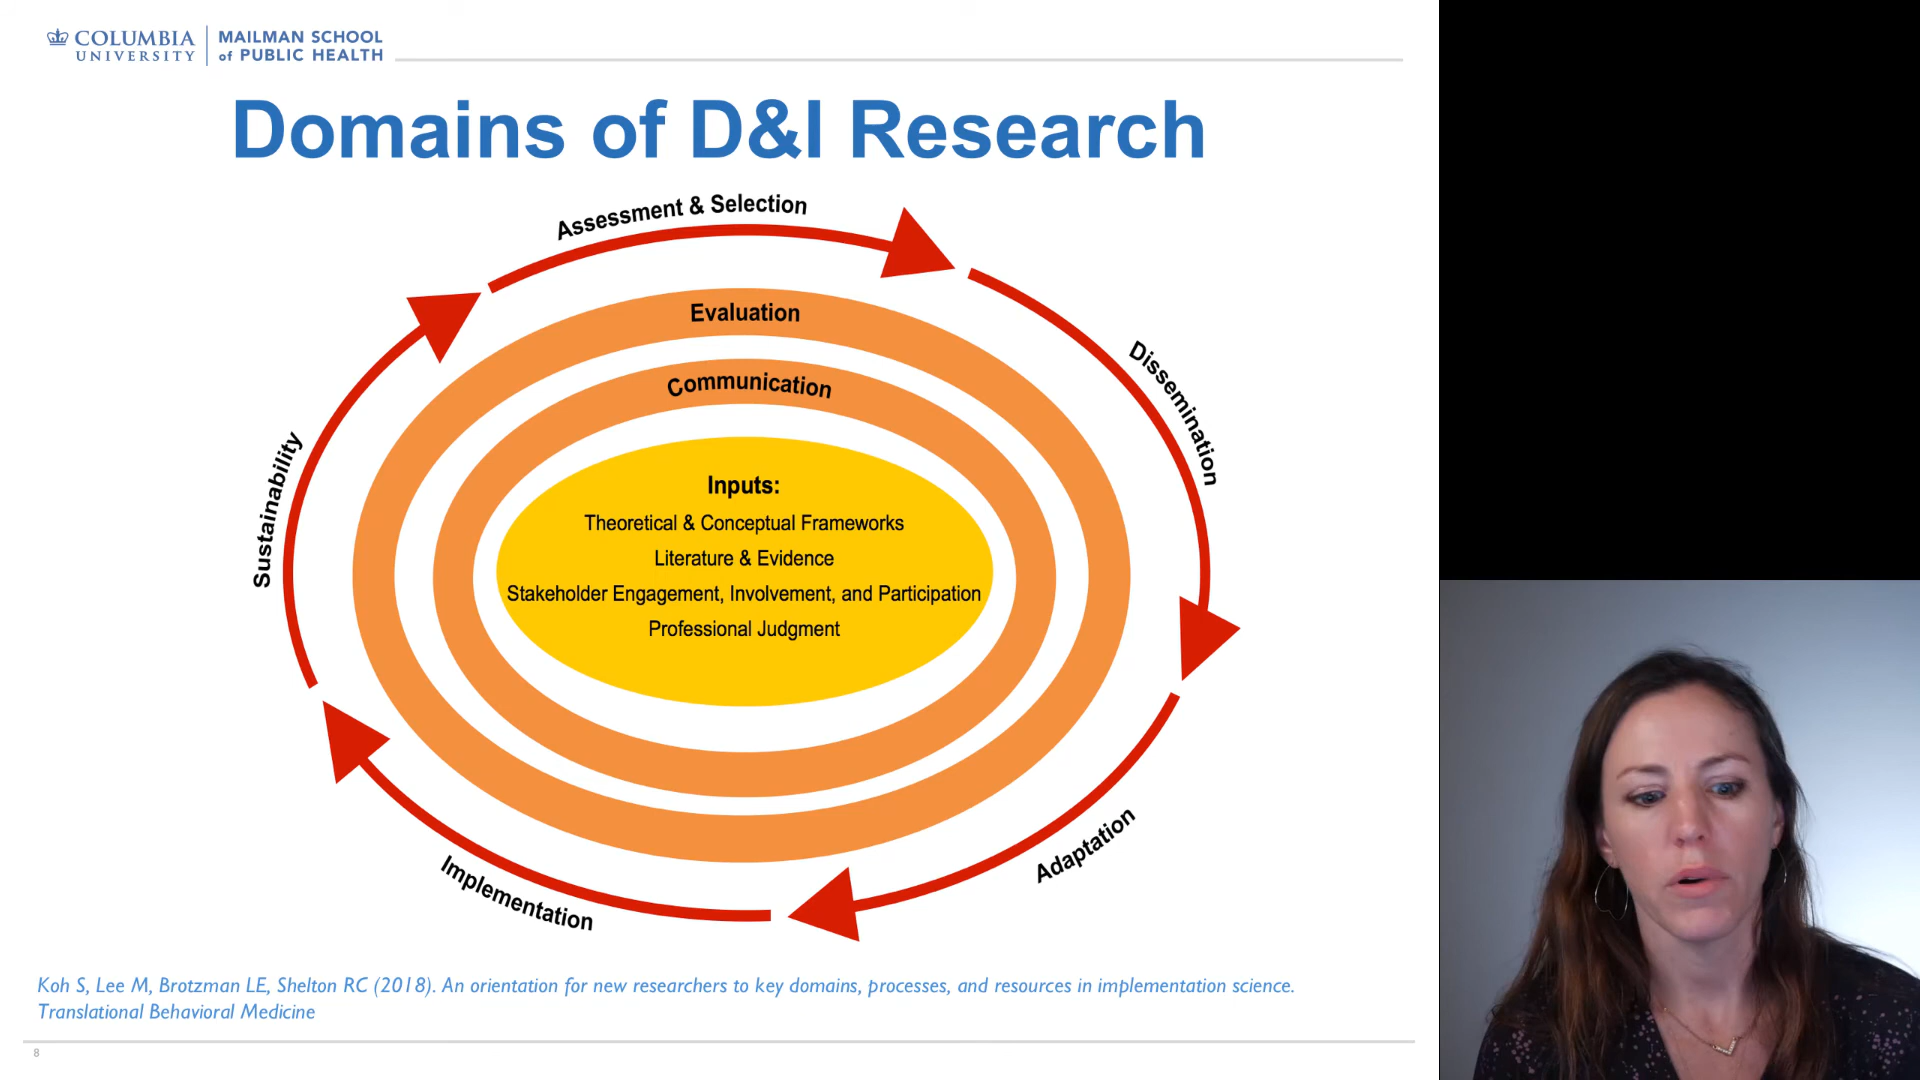 COLUMBIA UNIVERSITY
MAILMAN SCHOOL
of PUBLIC HEALTH
Domains of D&I Research
Assessment & Selection
Evaluation
Dissemination
Communication
Sustainability
Inputs:
Theoretical & Conceptual Frameworks
Literature & Evidence
Stakeholder Engagement, Involvement, and Participation
Professional Judgment
Adaptation
Implementation
Koh S, Lee M, Brotzman LE, Shelton RC (2018). An orientation for new researchers to key domains, processes, and resources in implementation science.
Translational Behavioral Medicine
8